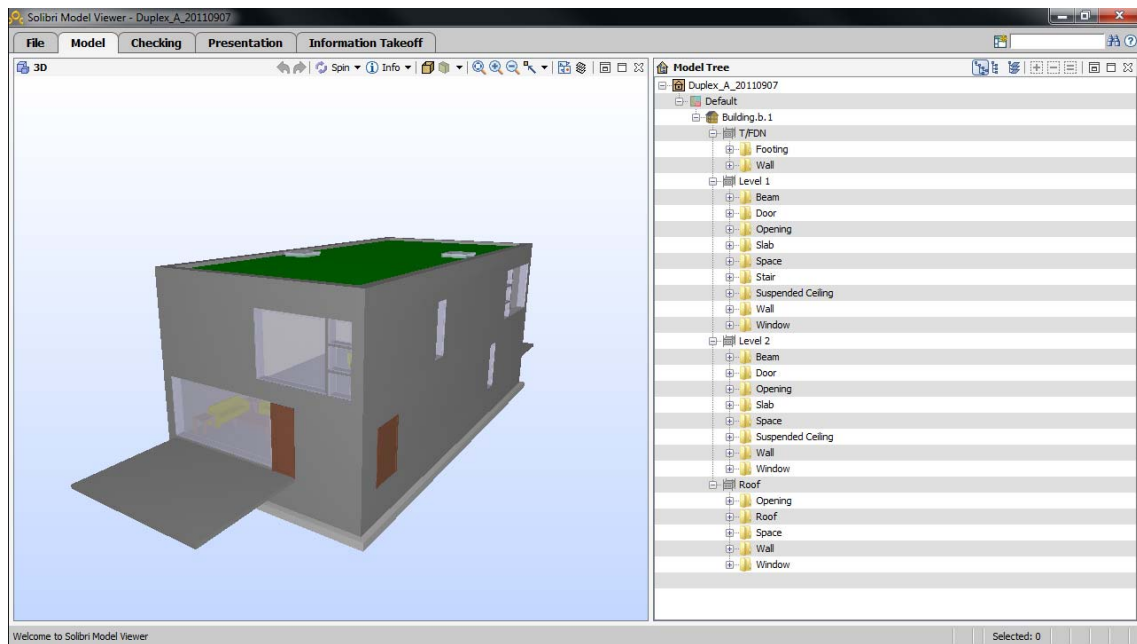 Solibri Model Viewer - Duplex_A_20110907
File Model Checking Presentation Information Takeoff
3D Spin Info
Model Tree
Duplex_A_20110907
Default
Building.b.1
T/FDN
Footing
Wall
Level 1
Beam
Door
Opening
Slab
Space
Stair
Suspended Ceiling
Wall
Window
Level 2
Beam
Door
Opening
Slab
Space
Suspended Ceiling
Wall
Window
Roof
Opening
Roof
Space
Wall
Window
Welcome to Solibri Model Viewer
Selected: 0